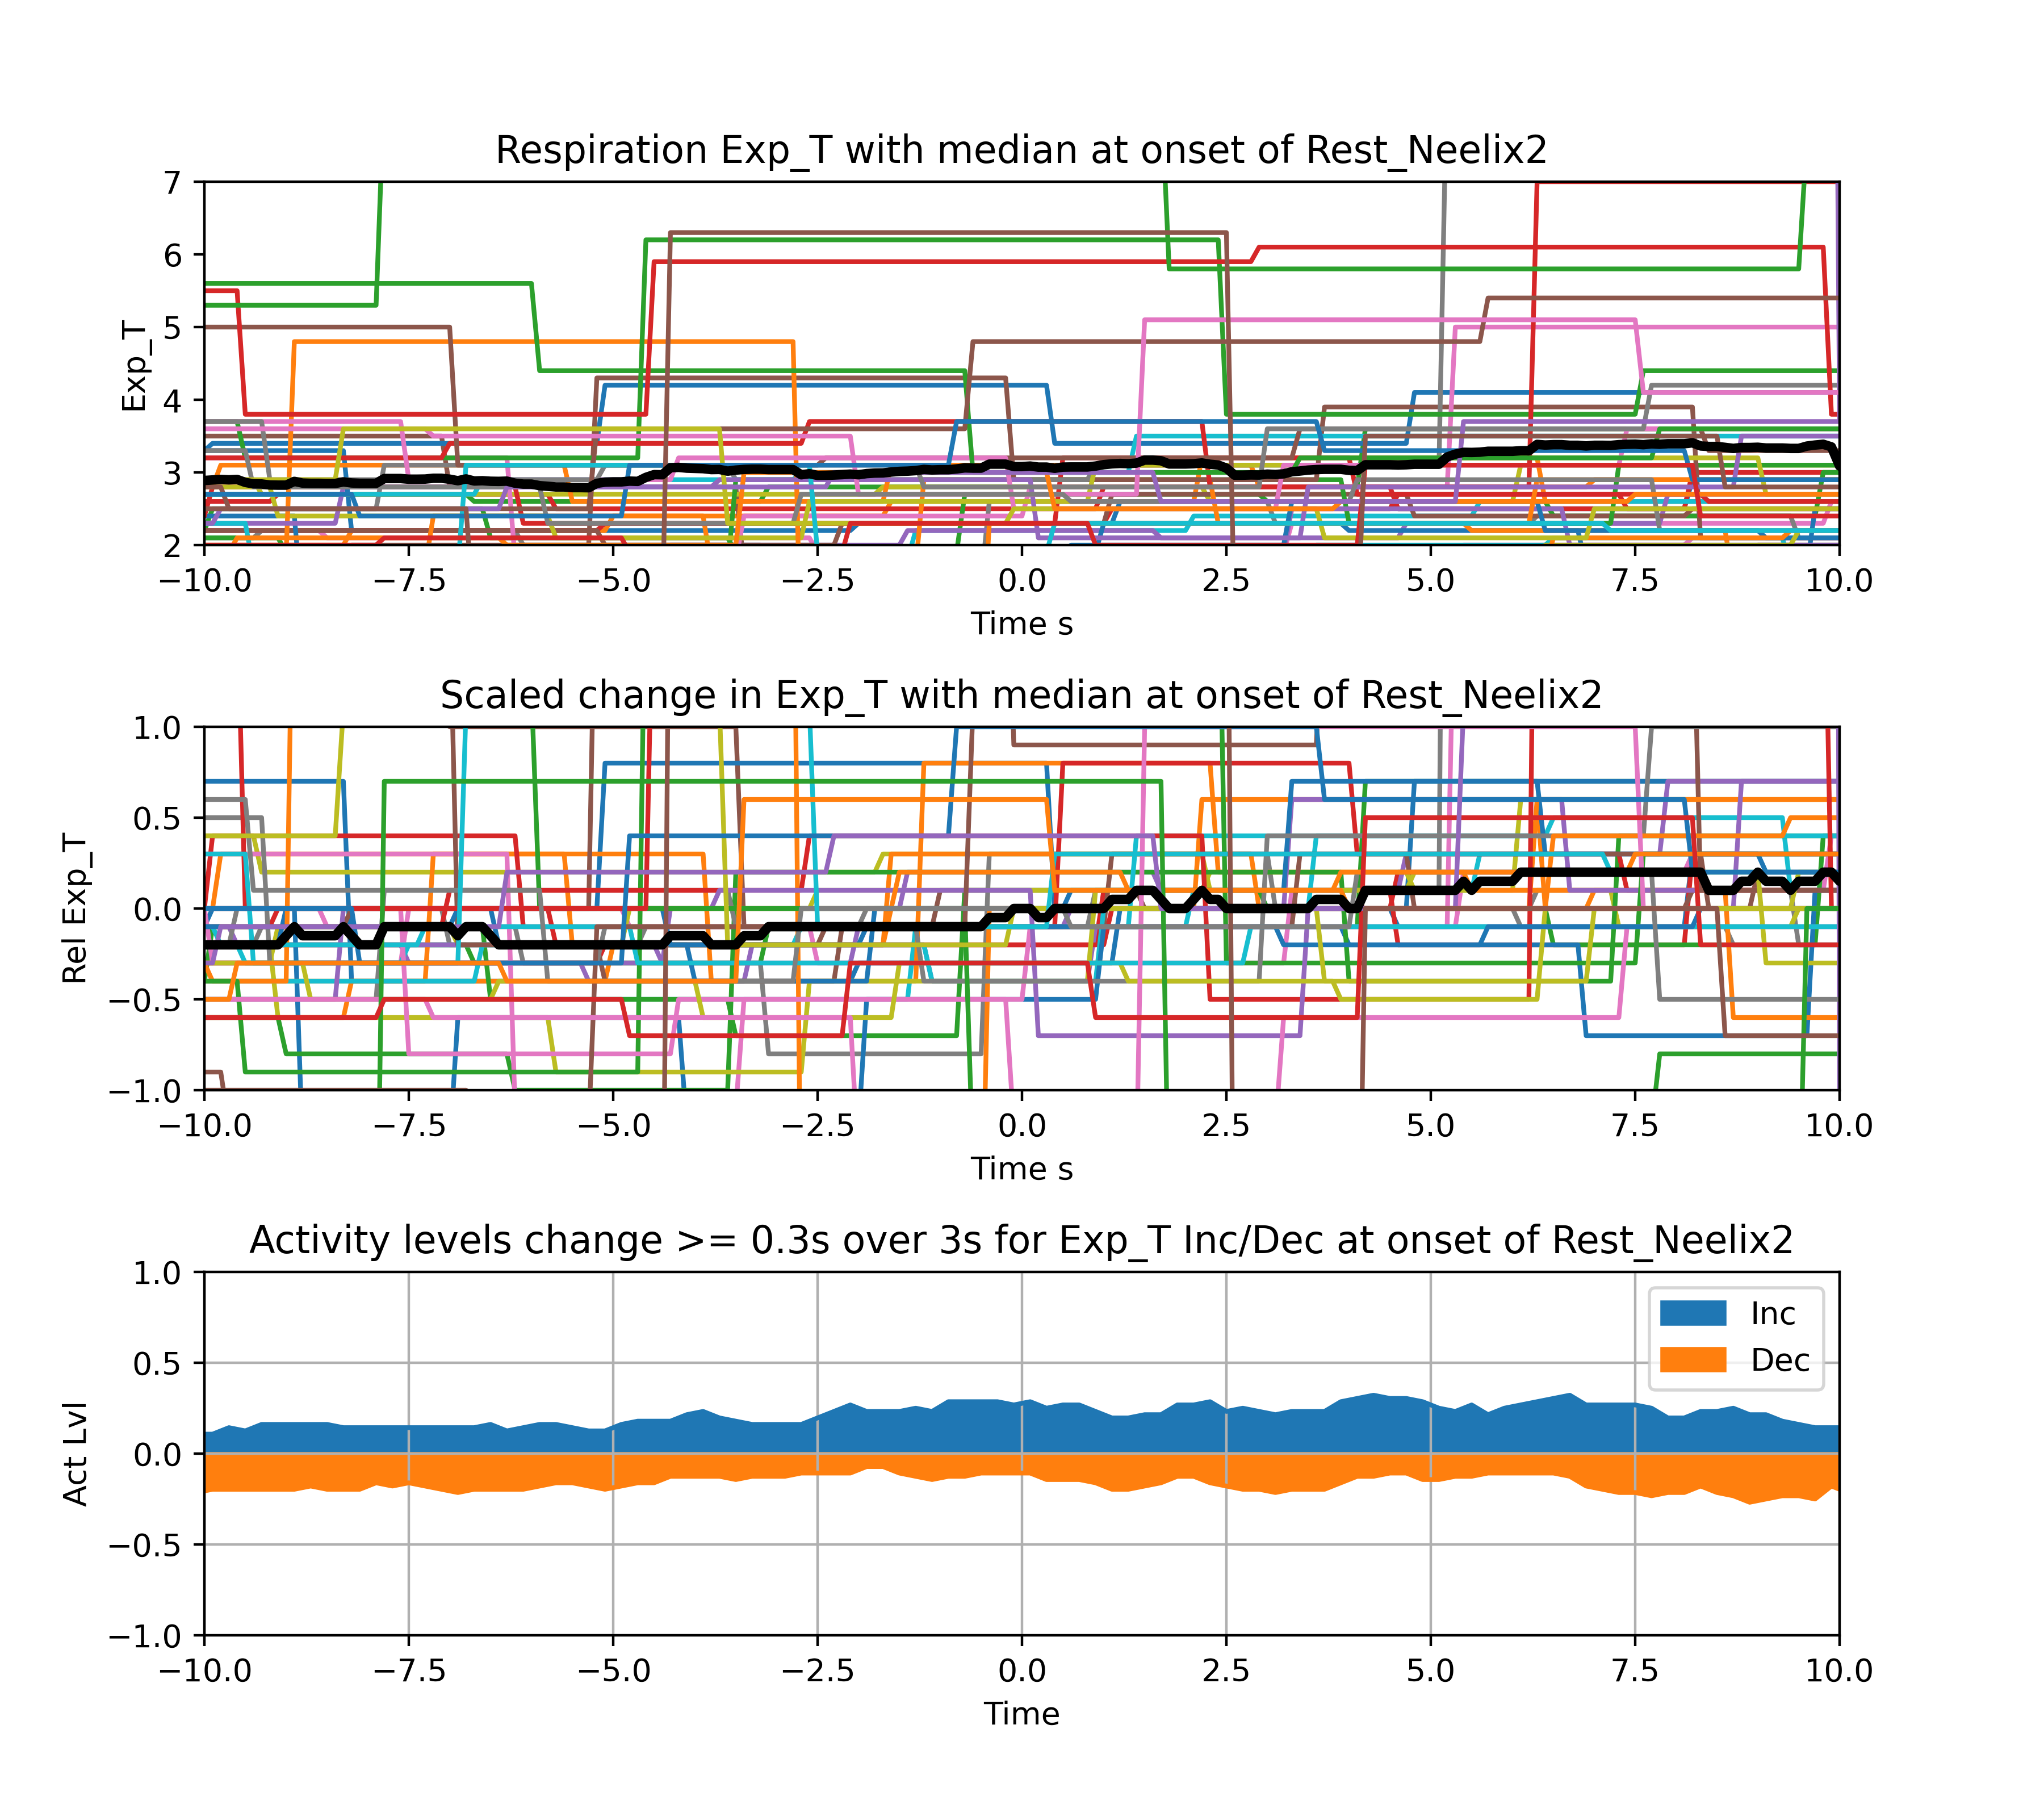 Respiration Exp_T with median at onset of Rest_Neelix2
7
6
5
4
3
2
Exp_T
−10.0 −7.5 −5.0 −2.5 0.0 2.5 5.0 7.5 10.0
Time s
Scaled change in Exp_T with median at onset of Rest_Neelix2
1.0
0.5
0.0
−0.5
−1.0
Rel Exp_T
−10.0 −7.5 −5.0 −2.5 0.0 2.5 5.0 7.5 10.0
Time s
Activity levels change >= 0.3s over 3s for Exp_T Inc/Dec at onset of Rest_Neelix2
1.0
0.5
0.0
−0.5
−1.0
Act Lvl
Inc
Dec
−10.0 −7.5 −5.0 −2.5 0.0 2.5 5.0 7.5 10.0
Time